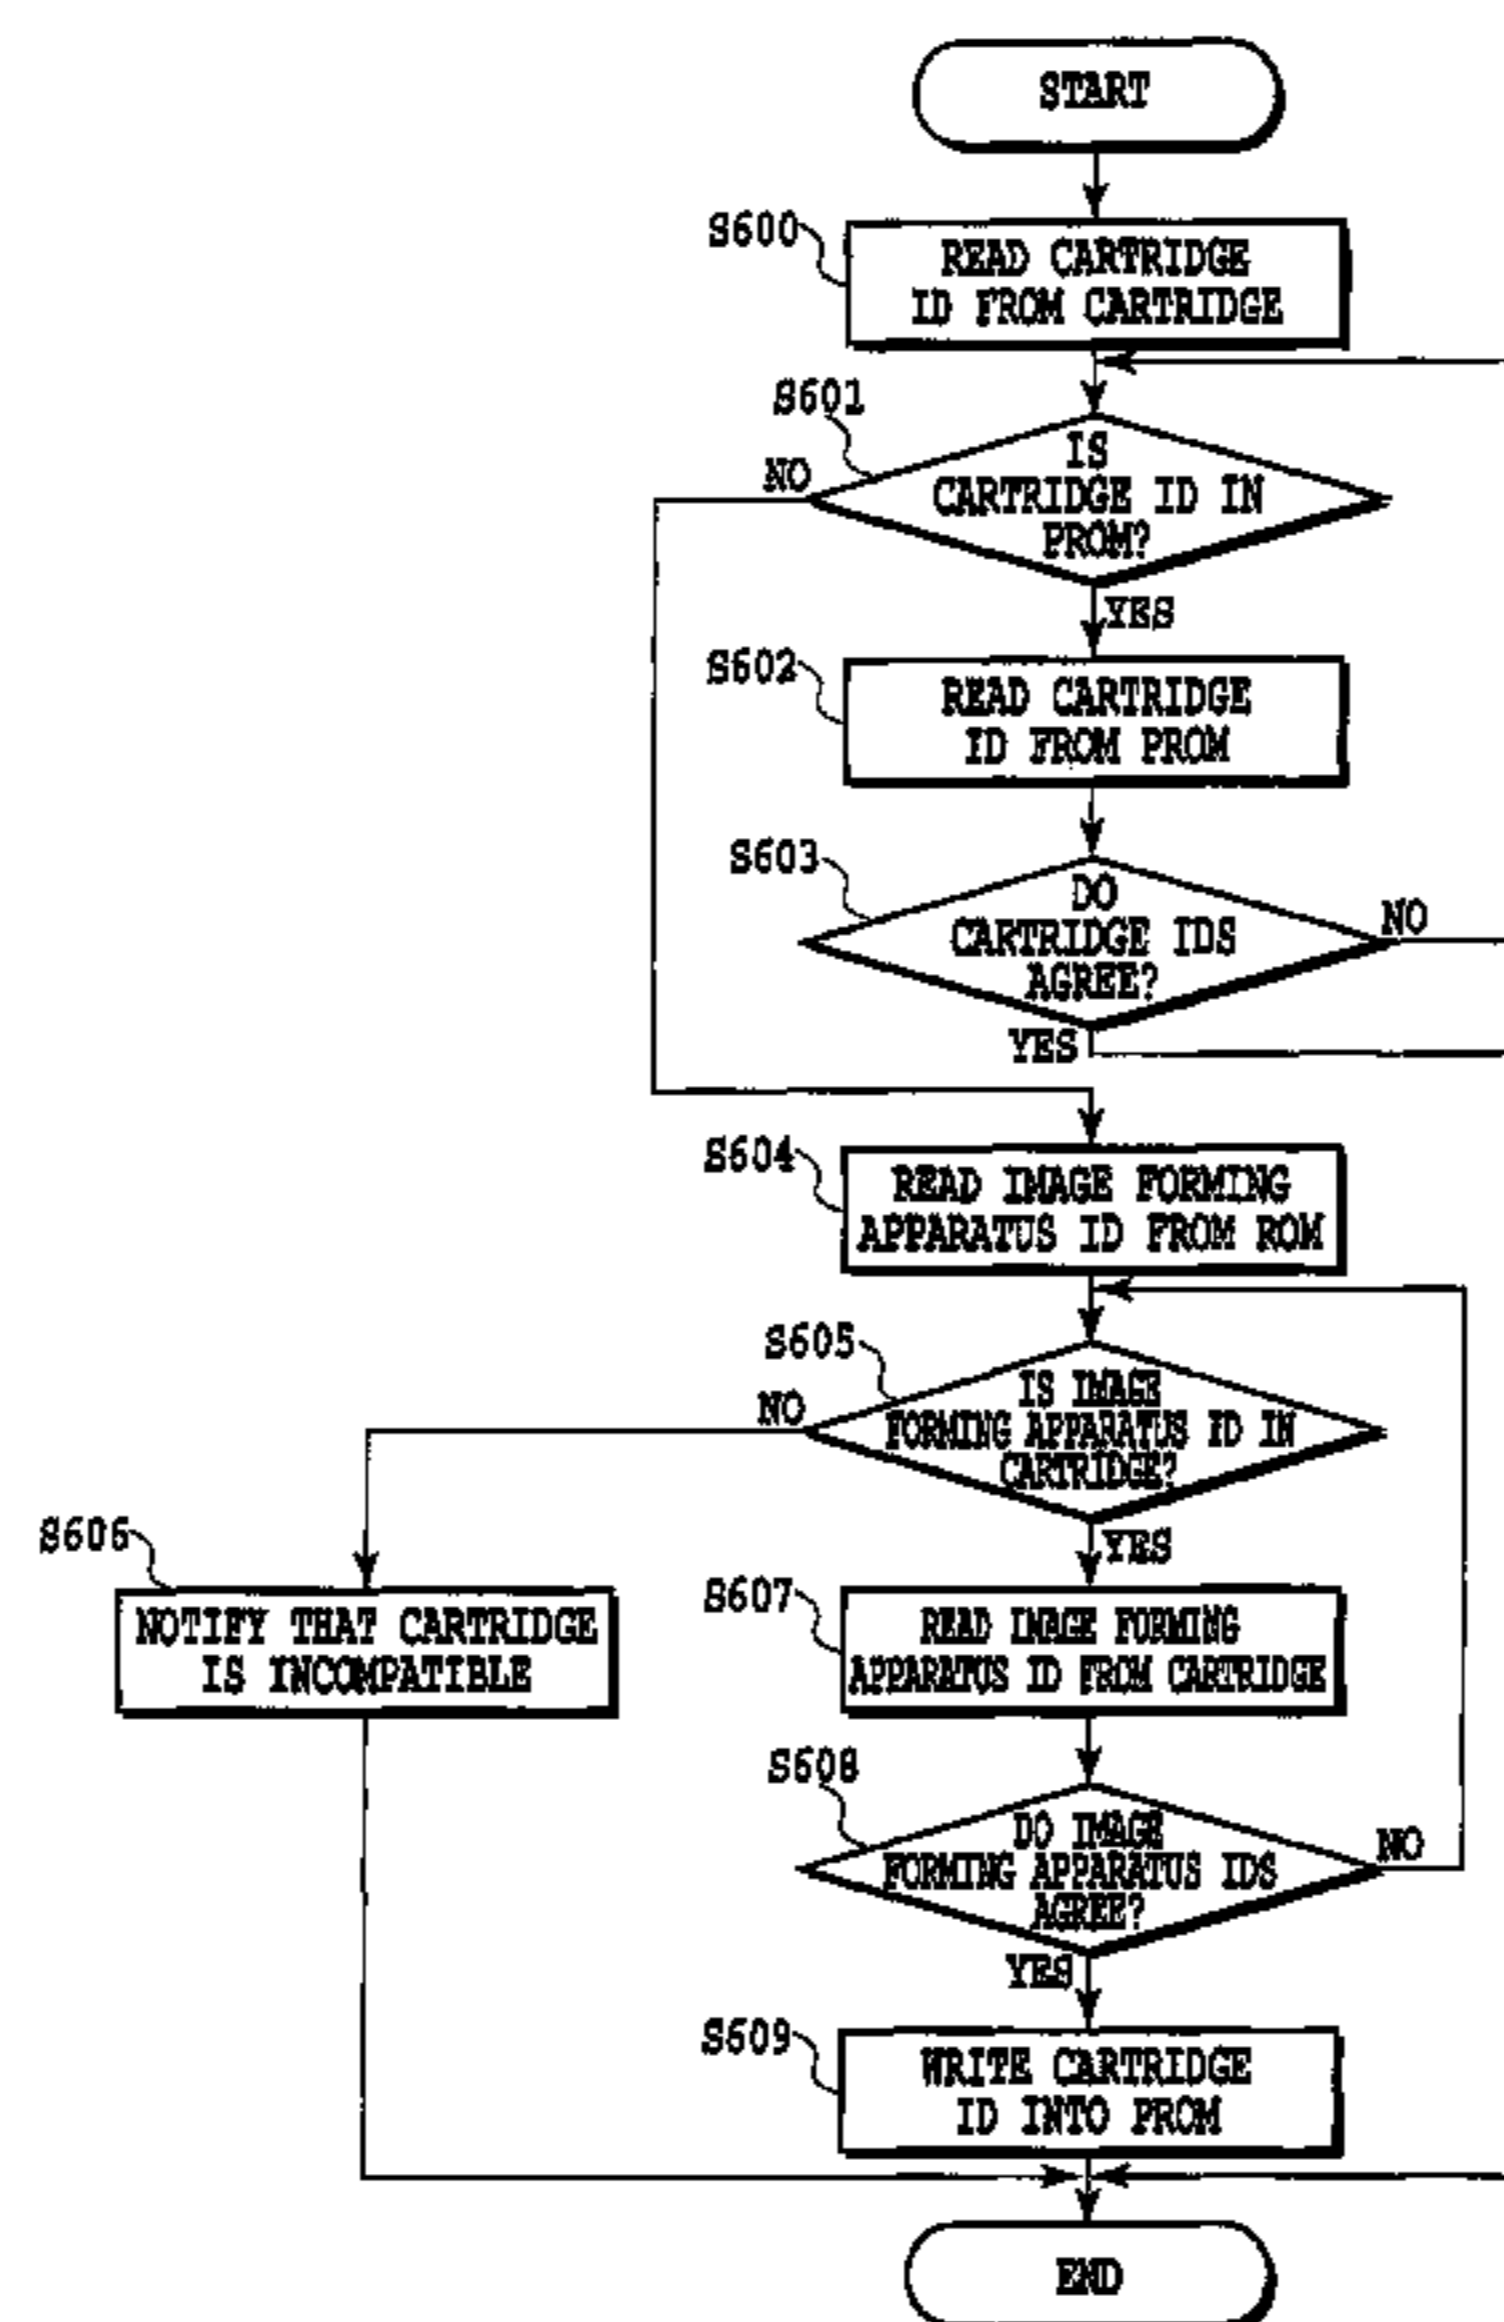 START
S600
READ CARTRIDGE
ID FROM CARTRIDGE
S601
NO
IS
CARTRIDGE ID IN
PROM?
YES
S602
READ CARTRIDGE
ID FROM PROM
S603
DO
CARTRIDGE IDS
AGREE?
NO
YES
S604
READ IMAGE FORMING
APPARATUS ID FROM ROM
S605
NO
IS IMAGE
FORMING APPARATUS ID IN
CARTRIDGE?
YES
S606
NOTIFY THAT CARTRIDGE
IS INCOMPATIBLE
S607
READ IMAGE FORMING
APPARATUS ID FROM CARTRIDGE
S608
DO IMAGE
FORMING APPARATUS IDS
AGREE?
NO
YES
S609
WRITE CARTRIDGE
ID INTO PROM
END